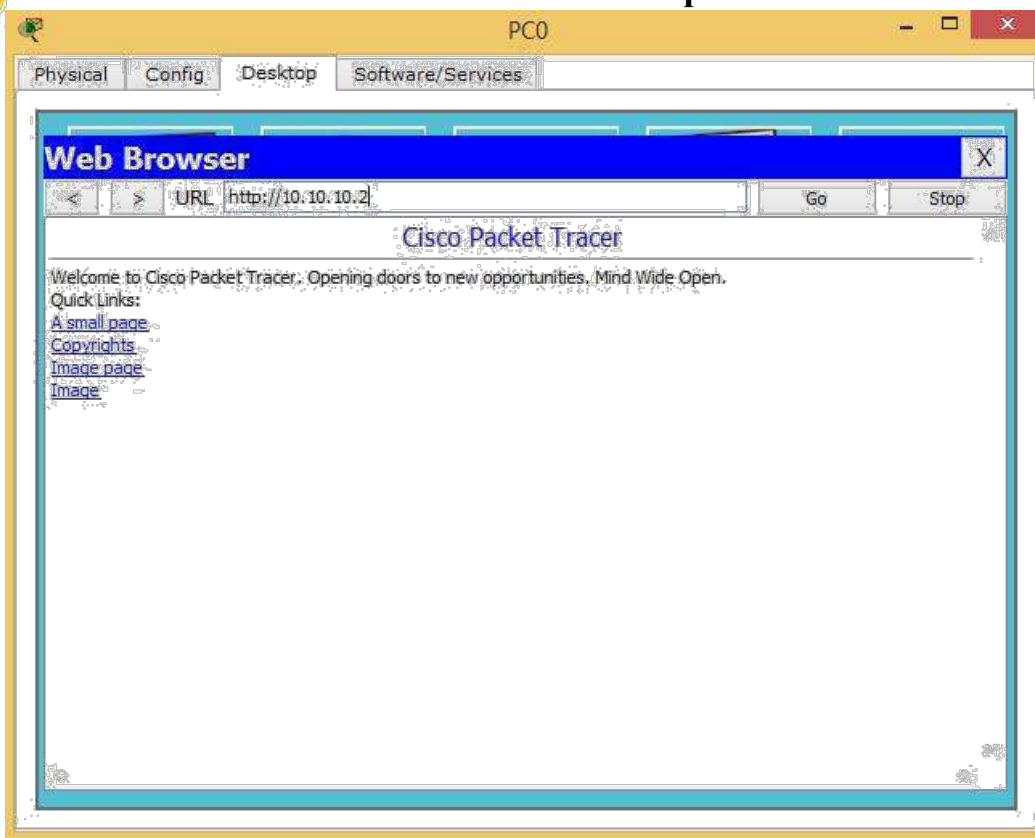 PC0
Physical Config Desktop Software/Services
Web Browser X
< > URL http://10.10.10.2 Go Stop
Cisco Packet Tracer
Welcome to Cisco Packet Tracer. Opening doors to new opportunities. Mind Wide Open.
Quick Links:
A small page
Copyrights
Image page
Image